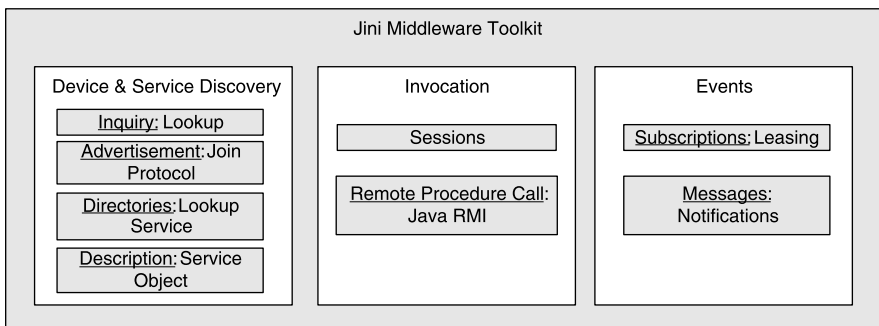 Jini Middleware Toolkit
Device & Service Discovery
Inquiry: Lookup
Advertisement: Join
Protocol
Directories: Lookup
Service
Description: Service
Object
Invocation
Sessions
Remote Procedure Call:
Java RMI
Events
Subscriptions: Leasing
Messages:
Notifications